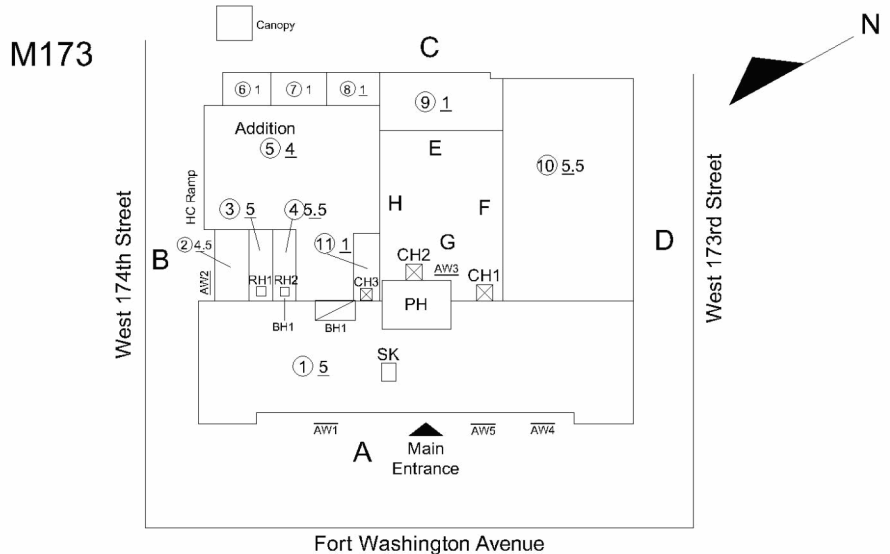 Canopy
N
M173
C
⑥ 1
⑦ 1
⑧ 1
⑨ 1
Addition
⑤ 4
E
⑩ 5.5
HC Ramp
③ 5
④ 5.5
H
F
② 4.5
⑪ 1
G
B
D
West 174th Street
West 173rd Street
AW2
RH1
RH2
CH3
CH2
AW3
CH1
PH
BH1
BH1
① 5
SK
AW1
A
Main
Entrance
AW5
AW4
Fort Washington Avenue